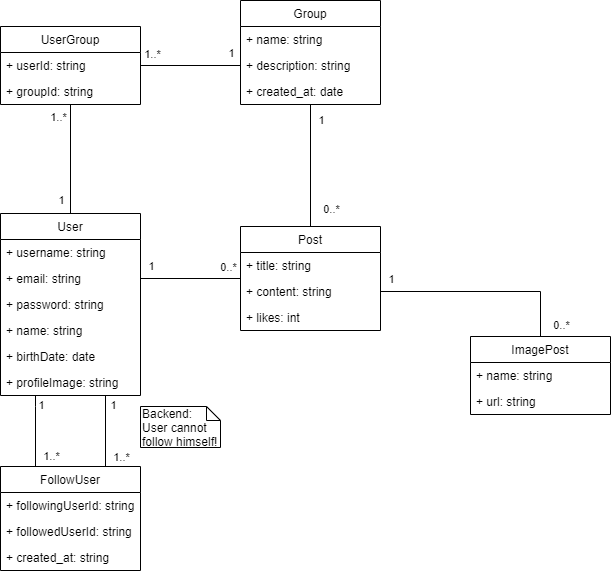 UserGroup
+ userId: string
+ groupId: string
1..*
1
Group
+ name: string
+ description: string
+ created_at: date
1..*
1
1
0..*
User
+ username: string
+ email: string
+ password: string
+ name: string
+ birthDate: date
+ profileImage: string
1
0..*
Post
+ title: string
+ content: string
+ likes: int
1
0..*
ImagePost
+ name: string
+ url: string
1
1
Backend:
User cannot
follow himself!
1..*
1..*
FollowUser
+ followingUserId: string
+ followedUserId: string
+ created_at: string